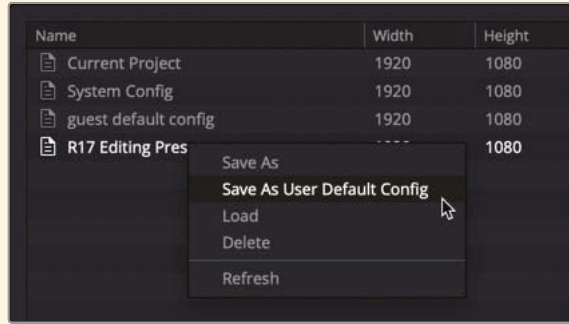 Name Width Height
Current Project 1920 1080
System Config 1920 1080
guest default config 1920 1080
R17 Editing Pres 1080
Save As
Save As User Default Config
Load
Delete
Refresh